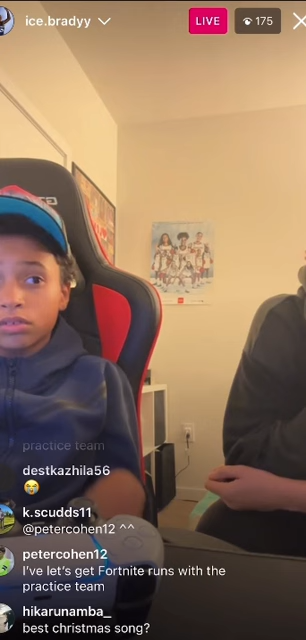 ice.bradyy
LIVE
175
practice team
destkazhila56
😭
k.scudds11
@petercohen12 ^^
petercohen12
I've let's get Fortnite runs with the
practice team
hikarunamba_
best christmas song?